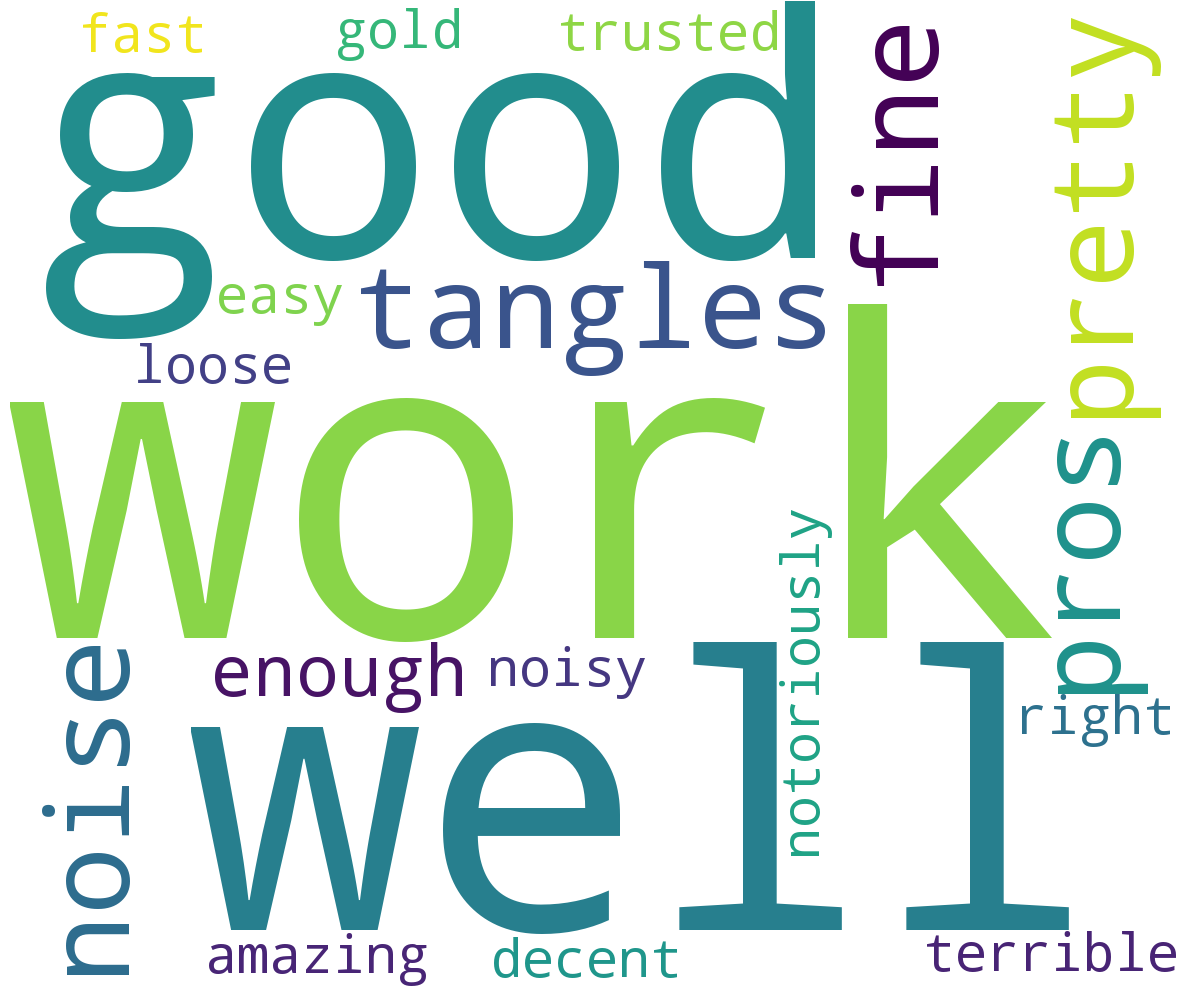 fast
gold
trusted
good
fine
pretty
easy
tangles
loose
work
pros
notoriously
noise
enough
noisy
well
right
amazing
decent
terrible